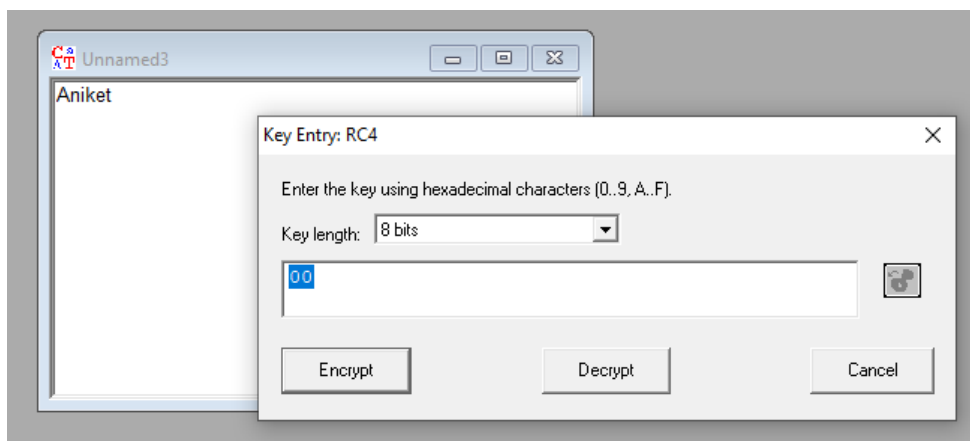 Unnamed3
Aniket
Key Entry: RC4
Enter the key using hexadecimal characters (0..9, A..F).
Key length: 8 bits
00
Encrypt Decrypt Cancel